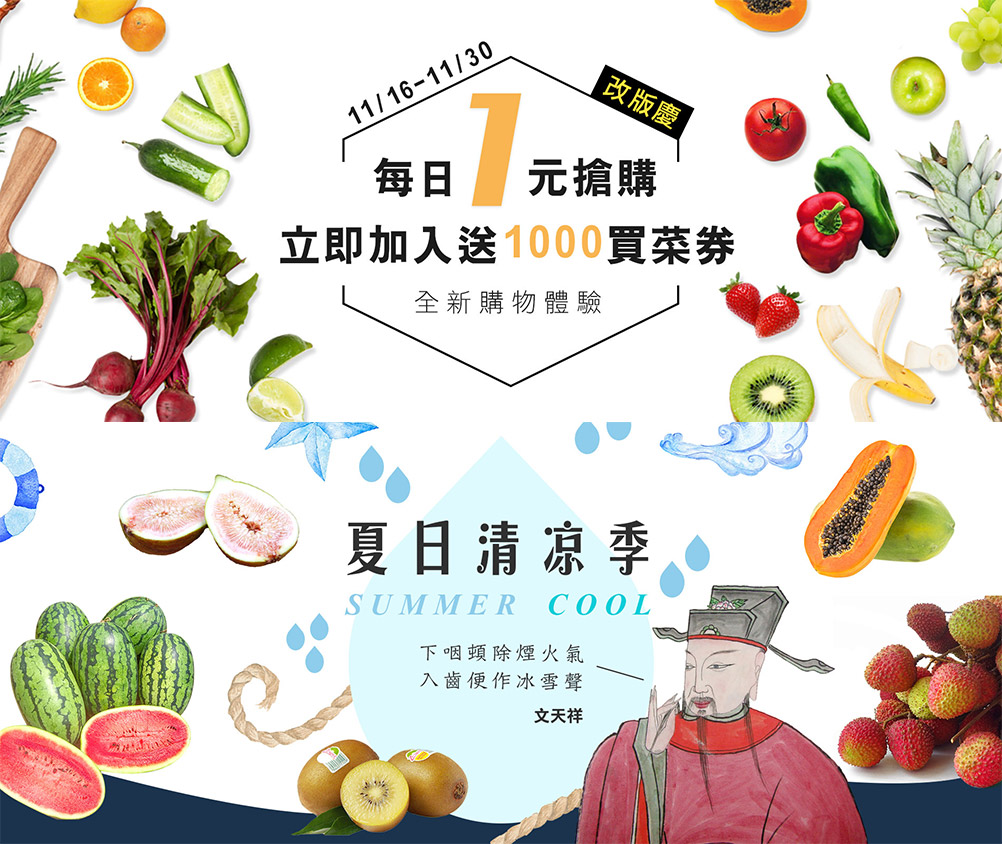 11/16-11/30
改版慶
每日1元搶購
立即加入送1000買菜券
全新購物體驗
夏日清凉季
SUMMER COOL
下咽頰除煙火氣
入齒便作冰雪聲
文天祥